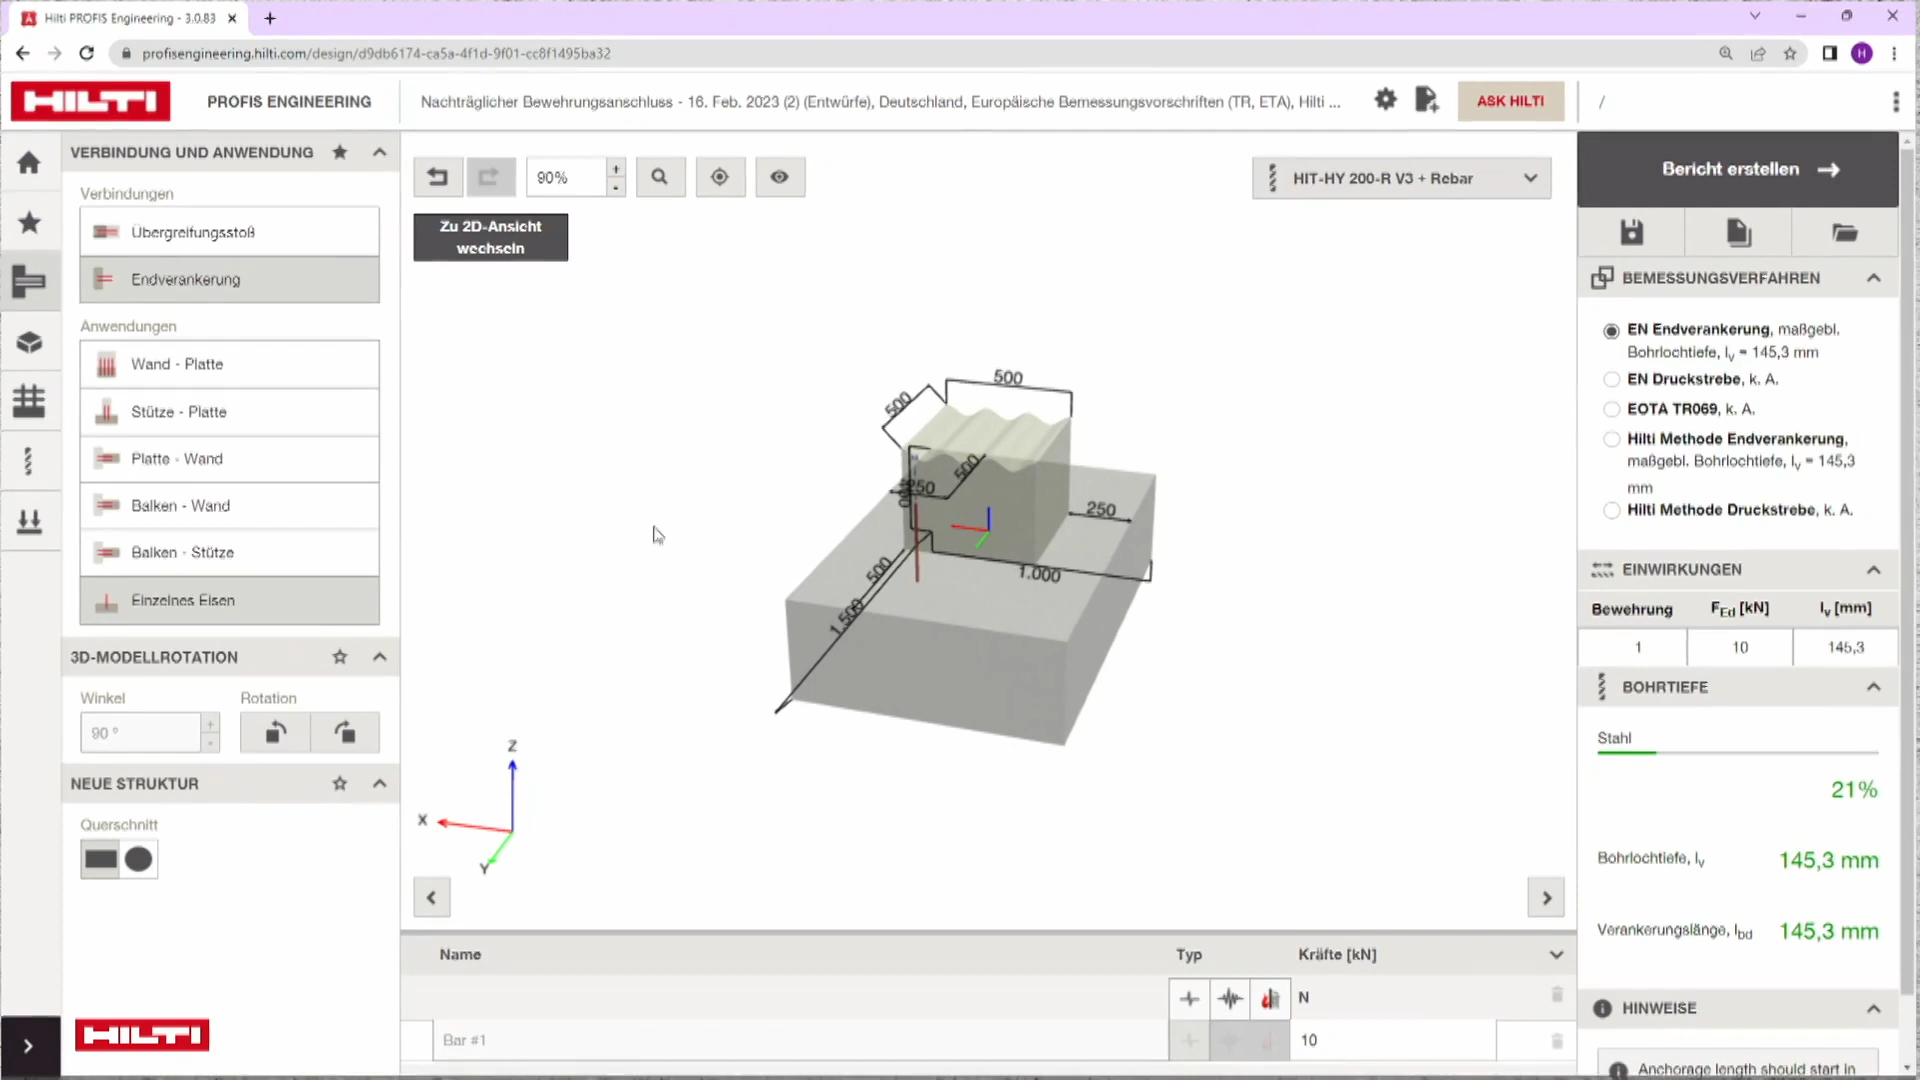 Hilti PROFIS Engineering - 3.0.83
profisengineering.hilti.com/design/d9db6174-ca5a-4f1d-9f01-cc8f1495ba32
H
HILTI
PROFIS ENGINEERING
Nachträglicher Bewehrungsanschluss - 16. Feb. 2023 (2) (Entwürfe), Deutschland, Europäische Bemessungsvorschriften (TR, ETA), Hilti ...
ASK HILTI
/
VERBINDUNG UND ANWENDUNG
Verbindungen
Übergreifungsstoß
Endverankerung
Anwendungen
Wand - Platte
Stütze - Platte
Platte - Wand
Balken - Wand
Balken - Stütze
Einzelnes Eisen
3D-MODELLROTATION
Winkel
Rotation
90 °
NEUE STRUKTUR
Querschnitt
HILTI
90%
Zu 2D-Ansicht
wechseln
HIT-HY 200-R V3 + Rebar
500
500
500
250
250
500
1.000
1.500
Z
X
Y
Name
Typ
Kräfte [kN]
N
Bar #1
10
Bericht erstellen
BEMESSUNGSVERFAHREN
EN Endverankerung, maßgebl.
Bohrlochtiefe, lv = 145,3 mm
EN Druckstrebe, k. A.
EOTA TR069, k. A.
Hilti Methode Endverankerung,
maßgebl. Bohrlochtiefe, lv = 145,3
mm
Hilti Methode Druckstrebe, k. A.
EINWIRKUNGEN
Bewehrung
FEd [kN]
lv [mm]
1
10
145,3
BOHRTIEFE
Stahl
21%
Bohrlochtiefe, lv
145,3 mm
Verankerungslänge, lbd
145,3 mm
HINWEISE
Anchorage length should start in